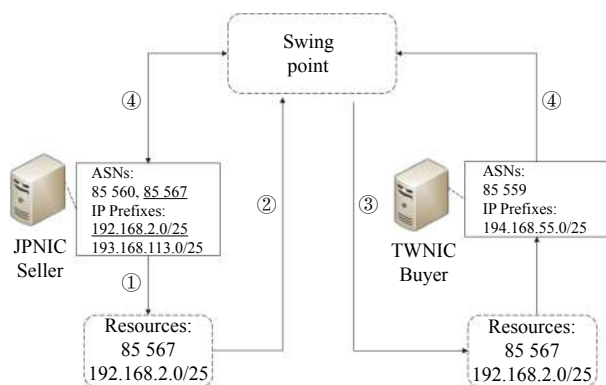 Swing
point
④
④
ASNs:
85 560, 85 567
IP Prefixes:
192.168.2.0/25
193.168.113.0/25
JPNIC
Seller
②
③
ASNs:
85 559
IP Prefixes:
194.168.55.0/25
TWNIC
Buyer
①
Resources:
85 567
192.168.2.0/25
Resources:
85 567
192.168.2.0/25